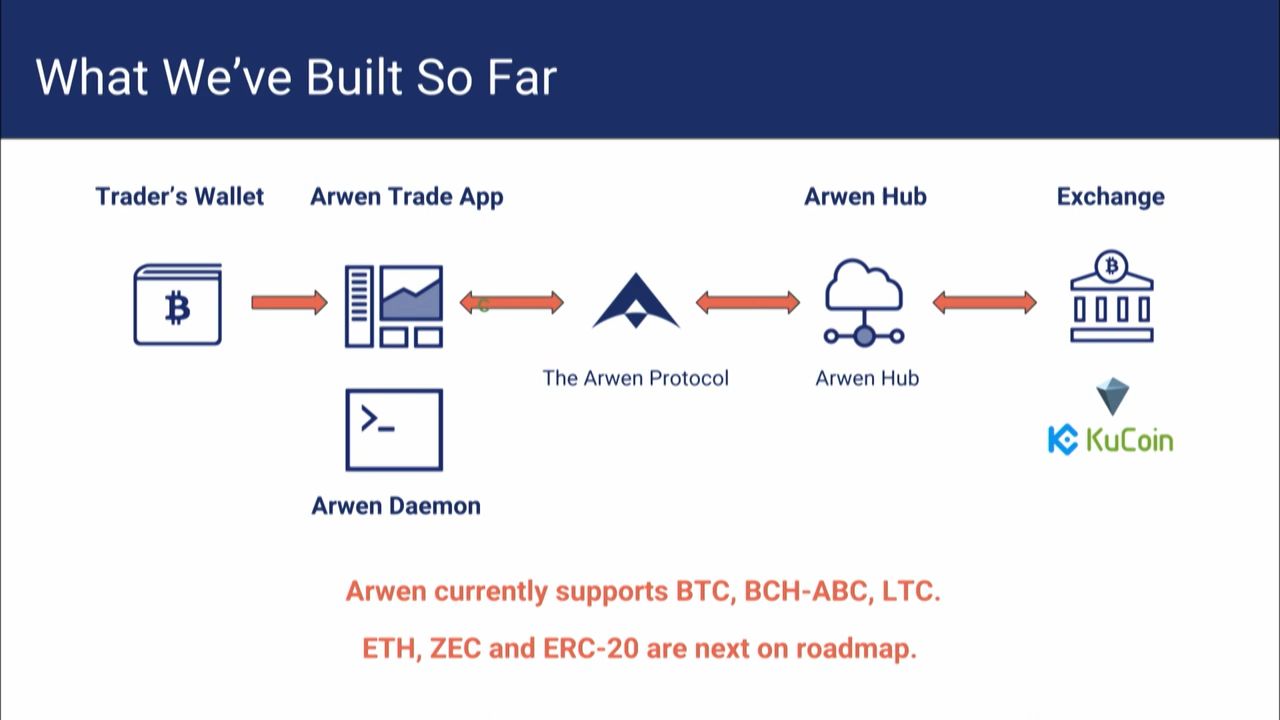 What We've Built So Far
Trader's Wallet
Arwen Trade App
Arwen Hub
Exchange
The Arwen Protocol
Arwen Hub
KuCoin
>_
Arwen Daemon
Arwen currently supports BTC, BCH-ABC, LTC.
ETH, ZEC and ERC-20 are next on roadmap.